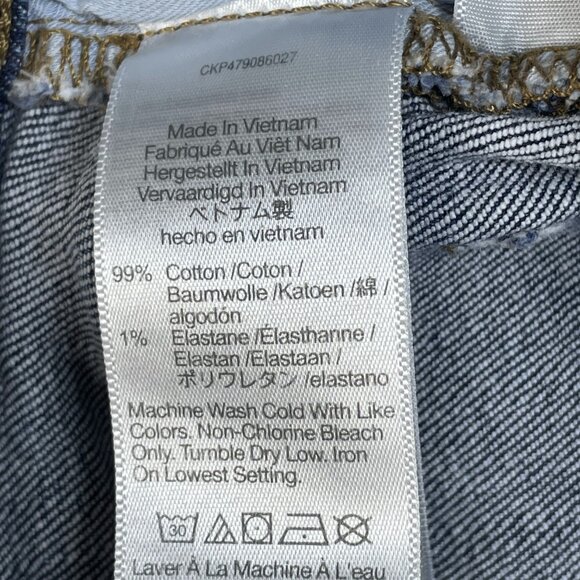 CKP479086027
Made In Vietnam
Fabriqué Au Viêt Nam
Hergestellt In Vietnam
Vervaardigd In Vietnam
ベトナム製
hecho en vietnam
99% Cotton /Coton /
Baumwolle /Katoen /綿 /
algodón
1% Elastane /Élasthanne /
Elastan /Elastaan /
ポリウレタン /elastano
Machine Wash Cold With Like
Colors. Non-Chlorine Bleach
Only. Tumble Dry Low. Iron
On Lowest Setting.
30
Laver À La Machine À L'eau